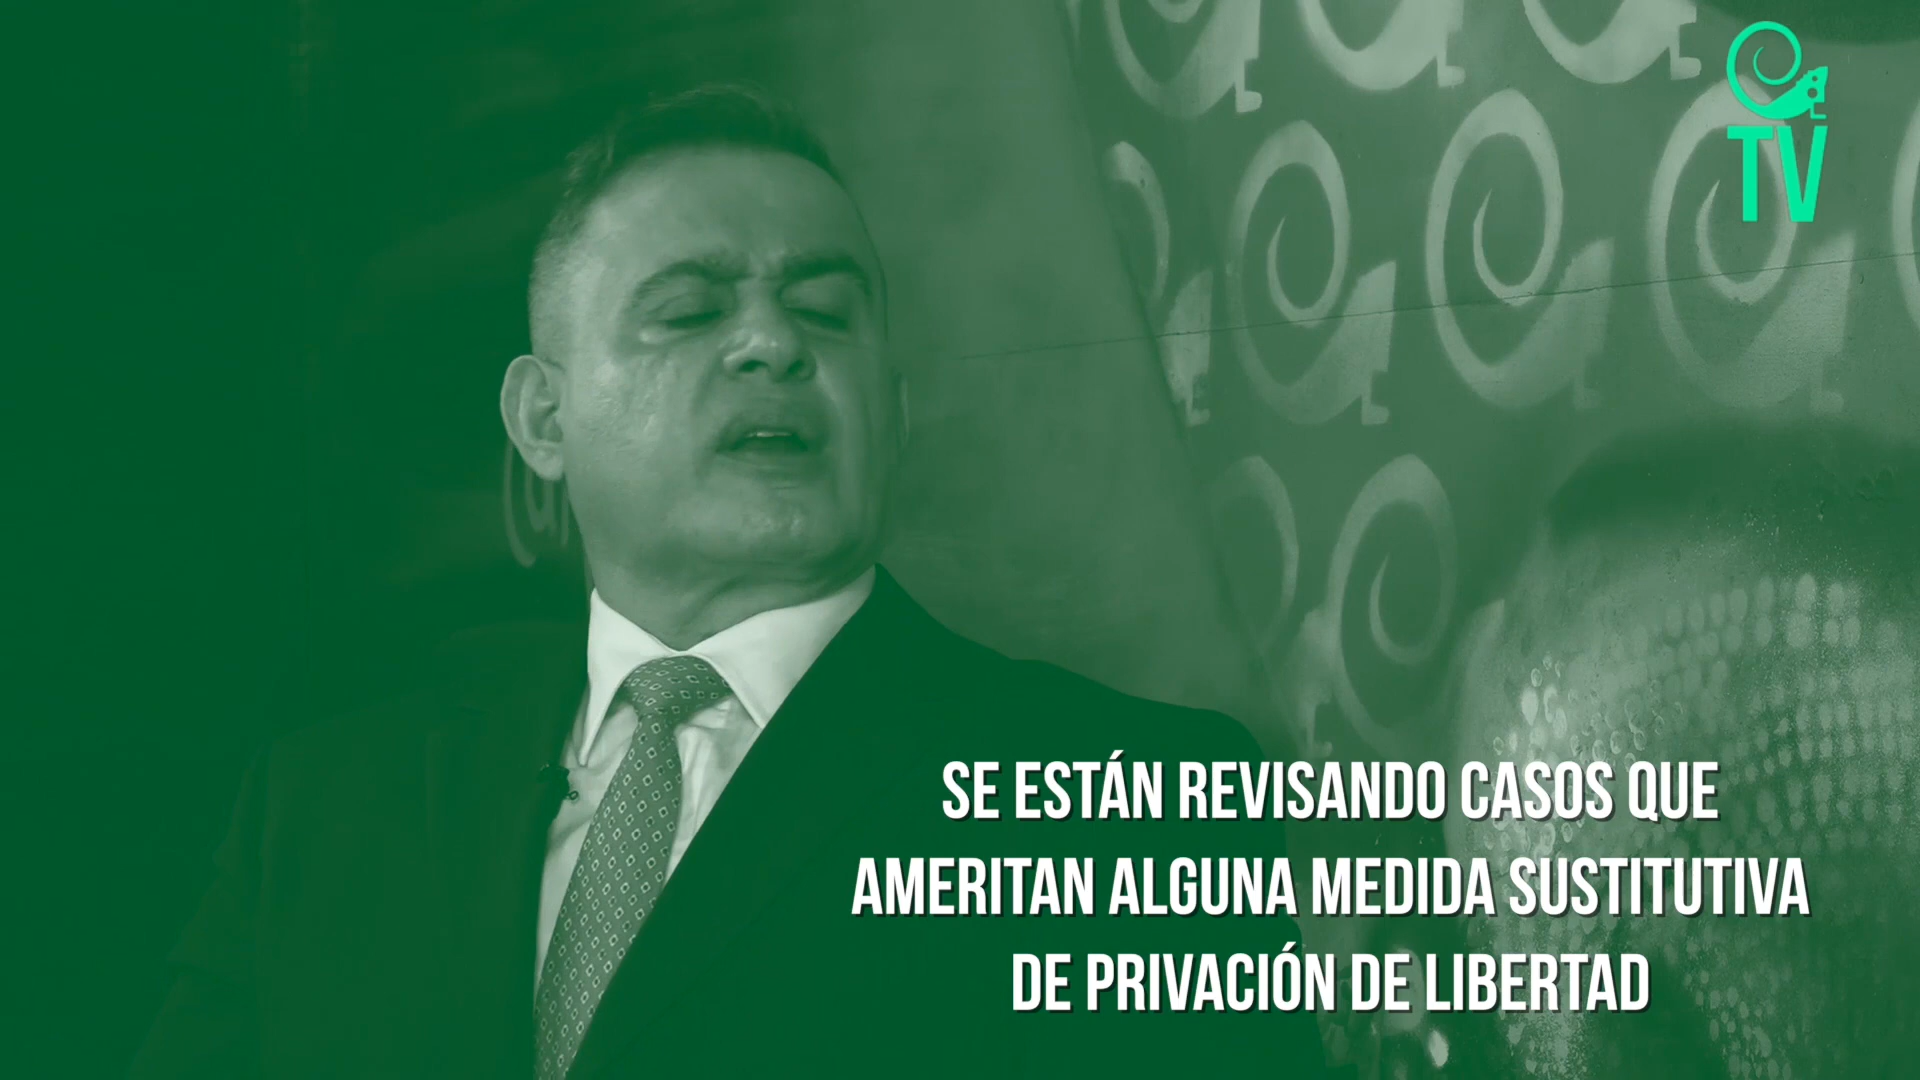 TV
SE ESTÁN REVISANDO CASOS QUE
AMERITAN ALGUNA MEDIDA SUSTITUTIVA
DE PRIVACIÓN DE LIBERTAD